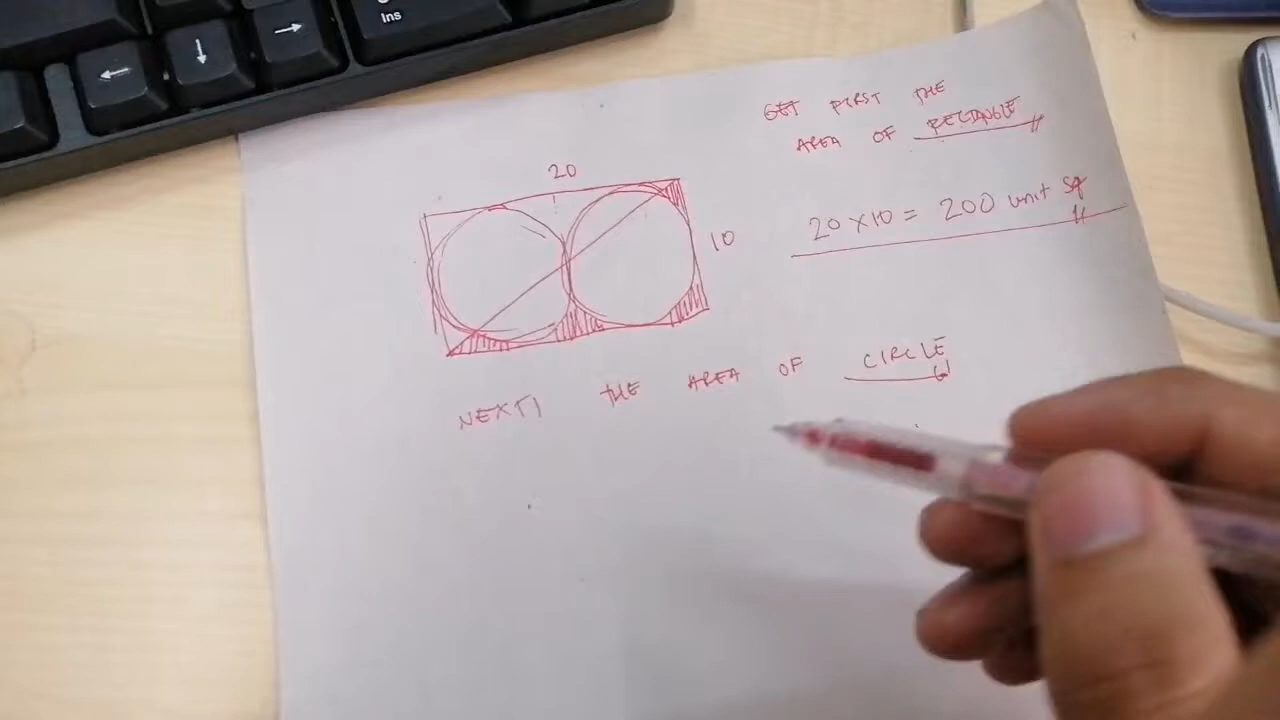 Ins
←
↓
→
GET FIRST THE
AREA OF RECTANGLE
20
10
20 x 10 = 200 unit sq
NEXT, THE AREA OF CIRCLE